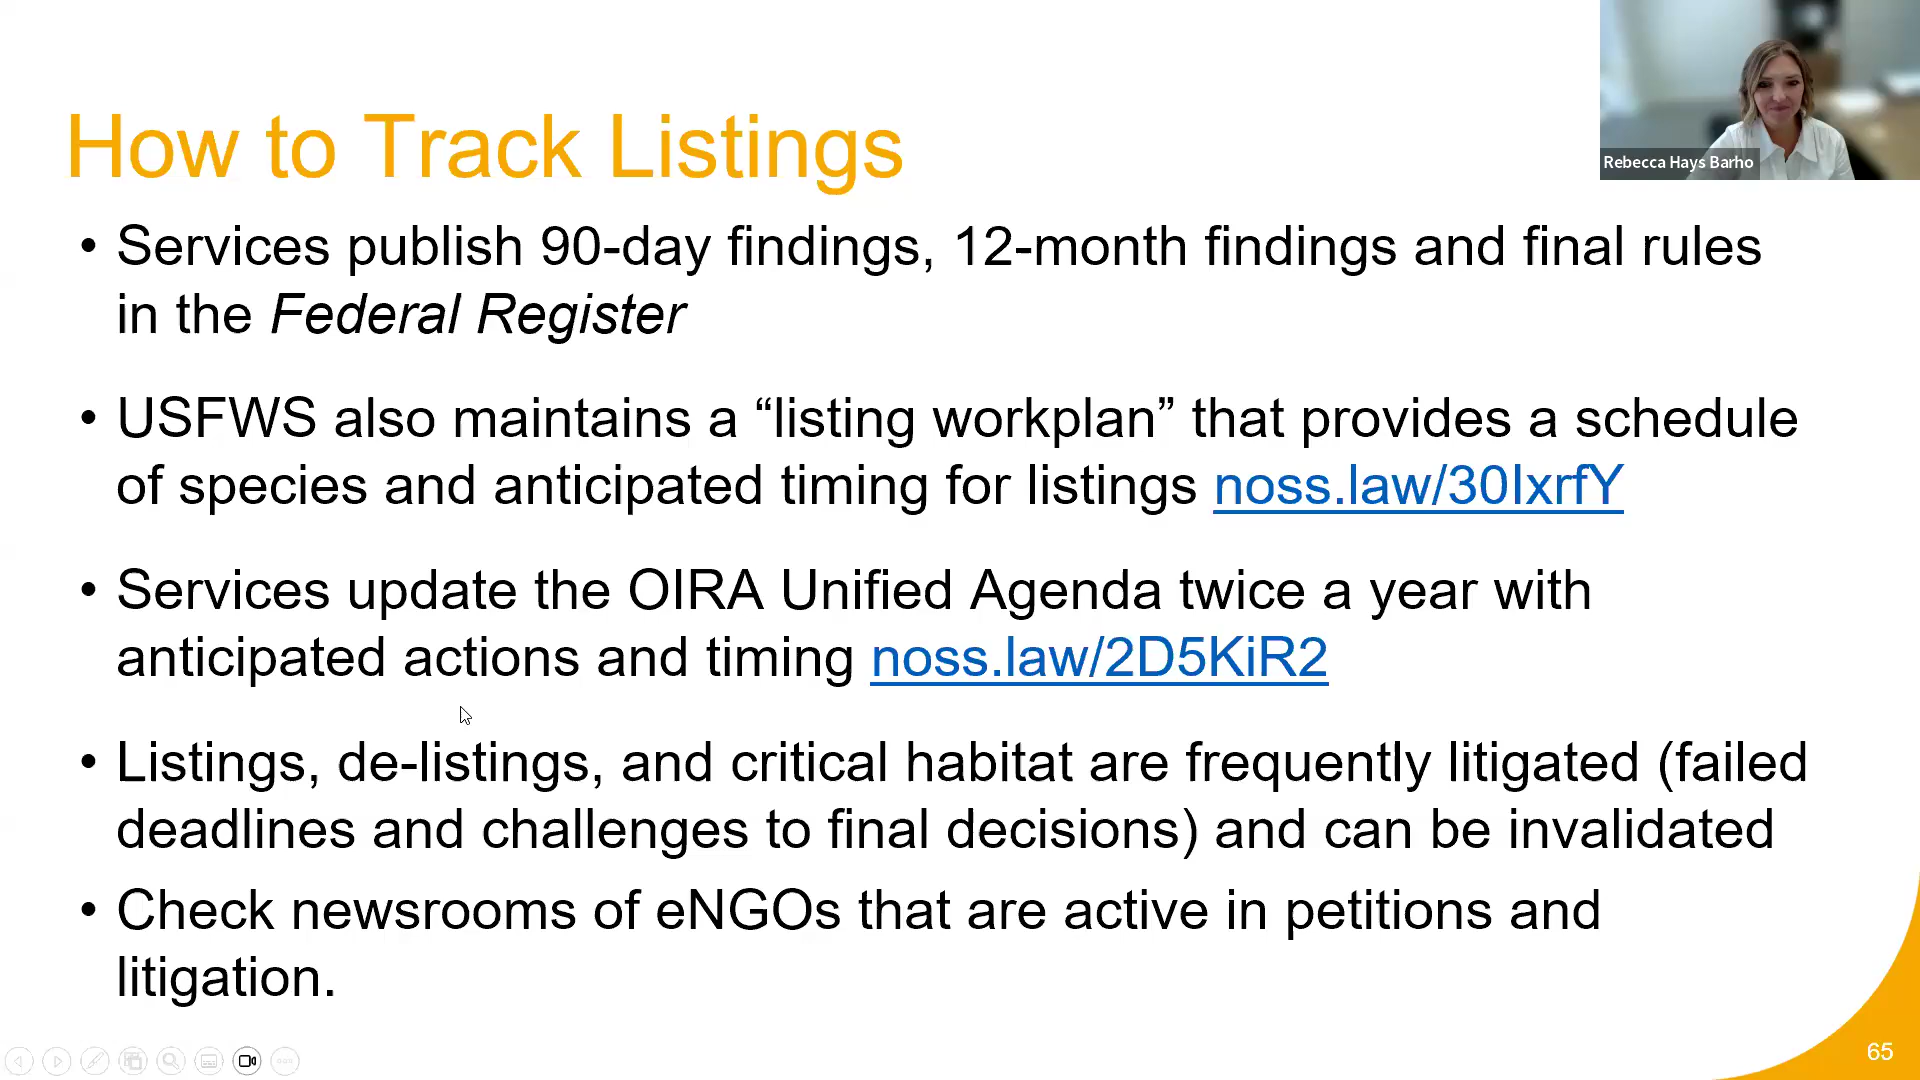 How to Track Listings
Rebecca Hays Barho
• Services publish 90-day findings, 12-month findings and final rules
in the Federal Register
• USFWS also maintains a “listing workplan” that provides a schedule
of species and anticipated timing for listings noss.law/30IxrfY
• Services update the OIRA Unified Agenda twice a year with
anticipated actions and timing noss.law/2D5KiR2
• Listings, de-listings, and critical habitat are frequently litigated (failed
deadlines and challenges to final decisions) and can be invalidated
• Check newsrooms of eNGOs that are active in petitions and
litigation.
65